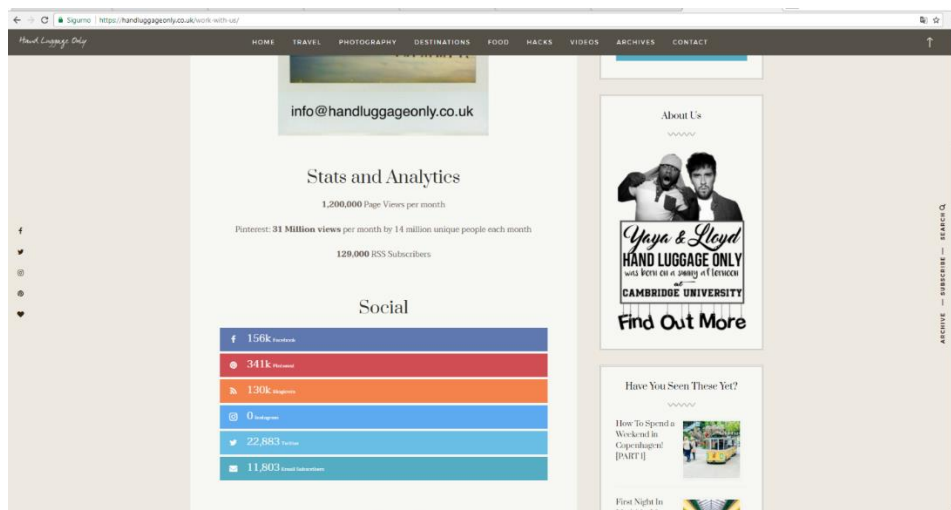 Sigurno https://handluggageonly.co.uk/work-with-us/
Hand Luggage Only
HOME TRAVEL PHOTOGRAPHY DESTINATIONS FOOD HACKS VIDEOS ARCHIVES CONTACT
info@handluggageonly.co.uk
Stats and Analytics
1,200,000 Page Views per month
Pinterest: 31 Million views per month by 14 million unique people each month
129,000 RSS Subscribers
Social
156k Facebook
341k Pinterest
130k Bloglovin
0 Instagram
22,883 Twitter
11,803 Email Subscribers
About Us
Yaya & Lloyd
HAND LUGGAGE ONLY
was born on a sunny afternoon
at
CAMBRIDGE UNIVERSITY
Find Out More
Have You Seen These Yet?
How To Spend a
Weekend in
Copenhagen!
[PART 1]
First Night In
ARCHIVE — SUBSCRIBE — SEARCH